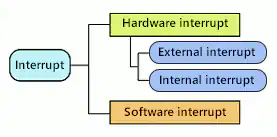 Interrupt
Hardware interrupt
External interrupt
Internal interrupt
Software interrupt